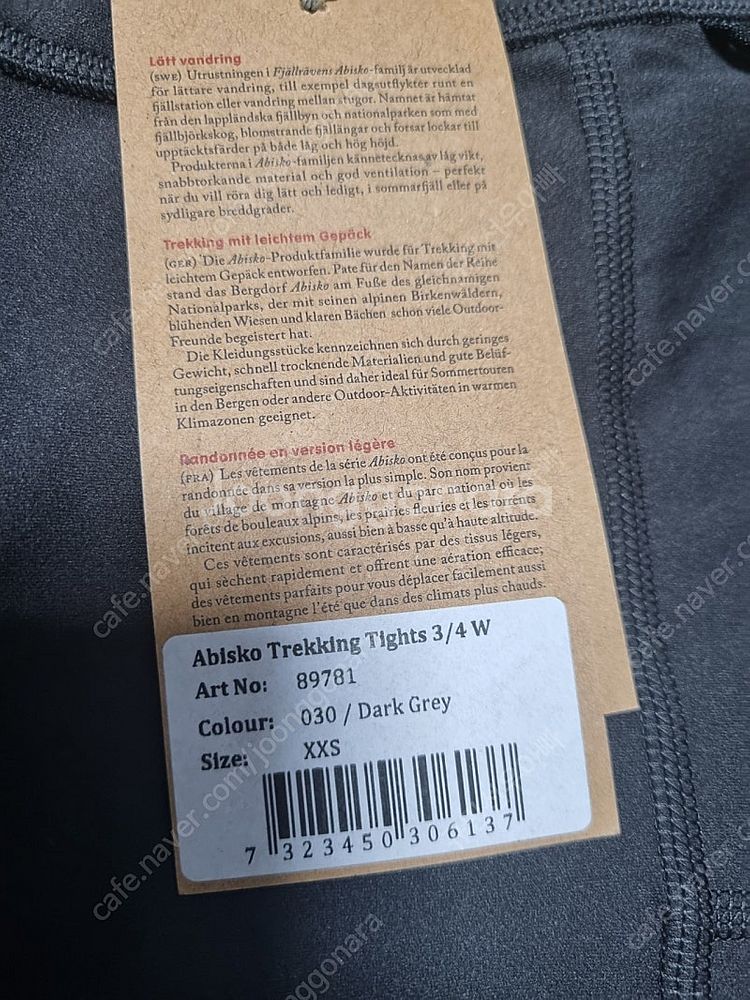 Lätt vandring
(SWE) Utrustningen i Fjällrävens Abisko-familj är utvecklad
för lättare vandring, till exempel dagsutflykter runt en
fjällstation eller vandring mellan stugor. Namnet är hämtat
från den lappländska fjällbyn och nationalparken som med
fjällbjörkskog, blomstrande fjällängar och forsar lockar till
upptäcktsfärder på både låg och hög höjd.
Produkterna i Abisko-familjen kännetecknas av låg vikt,
snabbtorkande material och god ventilation – perfekt
när du vill röra dig lätt och ledigt, i sommarfjäll eller på
sydligare breddgrader.
Trekking mit leichtem Gepäck
(GER) Die Abisko-Produktfamilie wurde für Trekking mit
leichtem Gepäck entworfen. Pate für den Namen der Reihe
stand das Bergdorf Abisko am Fuße des gleichnamigen
Nationalparks, der mit seinen alpinen Birkenwäldern,
blühenden Wiesen und klaren Bächen schon viele Outdoor-
Freunde begeistert hat.
Die Kleidungsstücke kennzeichnen sich durch geringes
Gewicht, schnell trocknende Materialien und gute Belüf-
tungseigenschaften und sind daher ideal für Sommertouren
in den Bergen oder andere Outdoor-Aktivitäten in warmen
Klimazonen geeignet.
Randonnée en version légère
(FRA) Les vêtements de la série Abisko ont été conçus pour la
randonnée dans sa version la plus simple. Son nom provient
du village de montagne Abisko et du parc national où les
forêts de bouleaux alpins, les prairies fleuries et les torrents
incitent aux excusions, aussi bien à basse qu'à haute altitude.
Ces vêtements sont caractérisés par des tissus légers,
qui sèchent rapidement et offrent une aération efficace;
des vêtements parfaits pour vous déplacer facilement aussi
bien en montagne l'été que dans des climats plus chauds.
Abisko Trekking Tights 3/4 W
Art No: 89781
Colour: 030 / Dark Grey
Size: XXS
7 323450 306137
cafe.naver.com/joonggonara